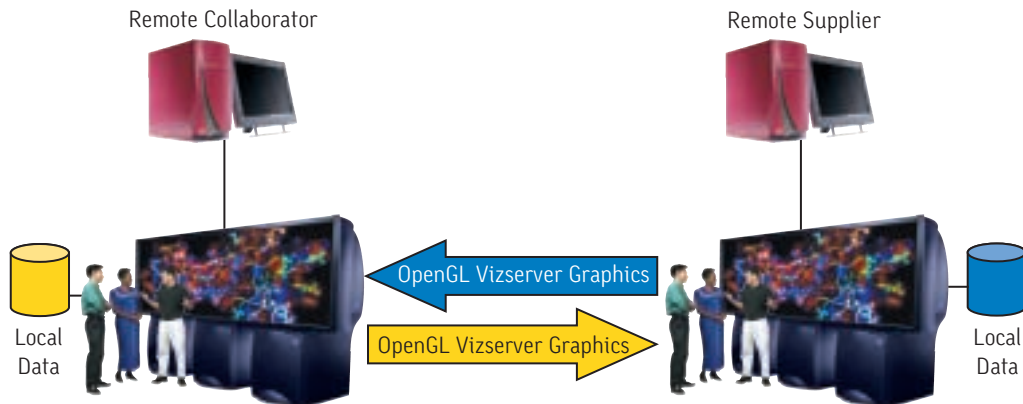 Remote Collaborator
Remote Supplier
OpenGL Vizserver Graphics
OpenGL Vizserver Graphics
Local
Data
Local
Data